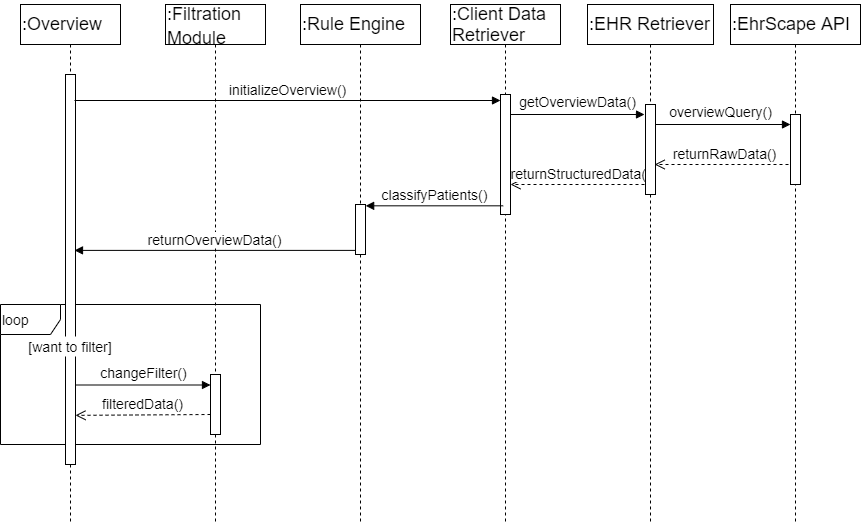 :Overview
:Filtration
Module
:Rule Engine
:Client Data
Retriever
:EHR Retriever
:EhrScape API
initializeOverview()
getOverviewData()
overviewQuery()
returnRawData()
returnStructuredData(
classifyPatients()
returnOverviewData()
loop
[want to filter]
changeFilter()
filteredData()